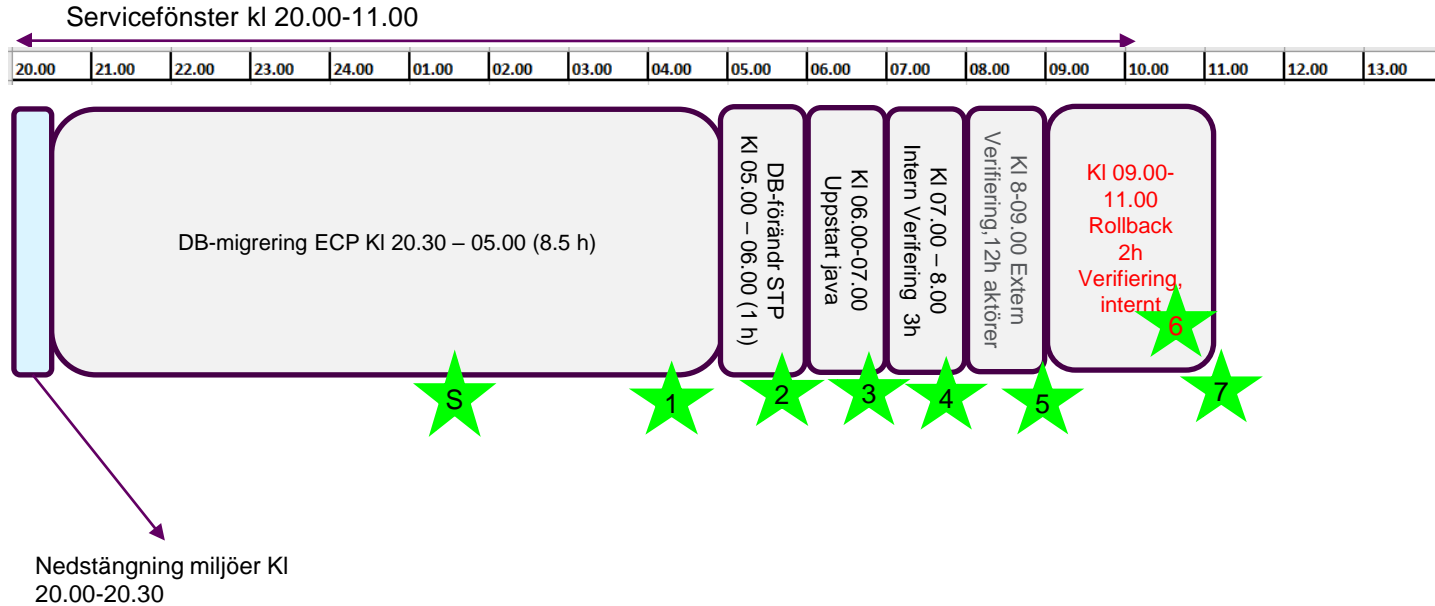 Servicefönster kl 20.00-11.00
20.00 21.00 22.00 23.00 24.00 01.00 02.00 03.00 04.00 05.00 06.00 07.00 08.00 09.00 10.00 11.00 12.00 13.00
DB-migrering ECP Kl 20.30 – 05.00 (8.5 h)
DB-förändr STP
Kl 05.00 – 06.00 (1 h)
Kl 06.00-07.00
Uppstart java
Kl 07.00 – 8.00
Intern Verifering 3h
Kl 8-09.00 Extern
Verifiering,12h aktörer
Kl 09.00-
11.00
Rollback
2h
Verifiering,
internt
6
S
1
2
3
4
5
7
Nedstängning miljöer Kl
20.00-20.30